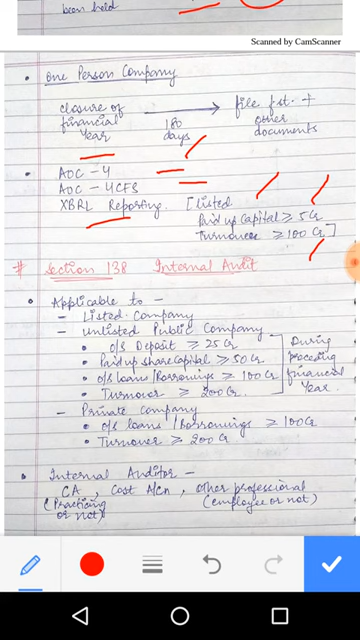 been held
Scanned by CamScanner
• One Person Company
closure of financial year → 180 days file fst. + other documents
AOC - 4
AOC - 4CFS
XBRL Reporting. [listed
Paid up Capital ≥ 5 Cr
Turnover ≥ 100 Cr]
# Section 138 Internal Audit
• Applicable to -
- Listed Company
- Unlisted Public Company
• O/S Deposit ≥ 25 Cr
• Paidup share Capital ≥ 50 Cr
• O/s loans / Borrowings ≥ 100 Cr
• Turnover ≥ 200 Cr
During preceding financial Year
- Private Company
• O/s loans / Borrowings ≥ 100 Cr
• Turnover ≥ 200 Cr
• Internal Auditor -
CA, Cost A/cn, other professional
(Practicing or not) (employee or not)